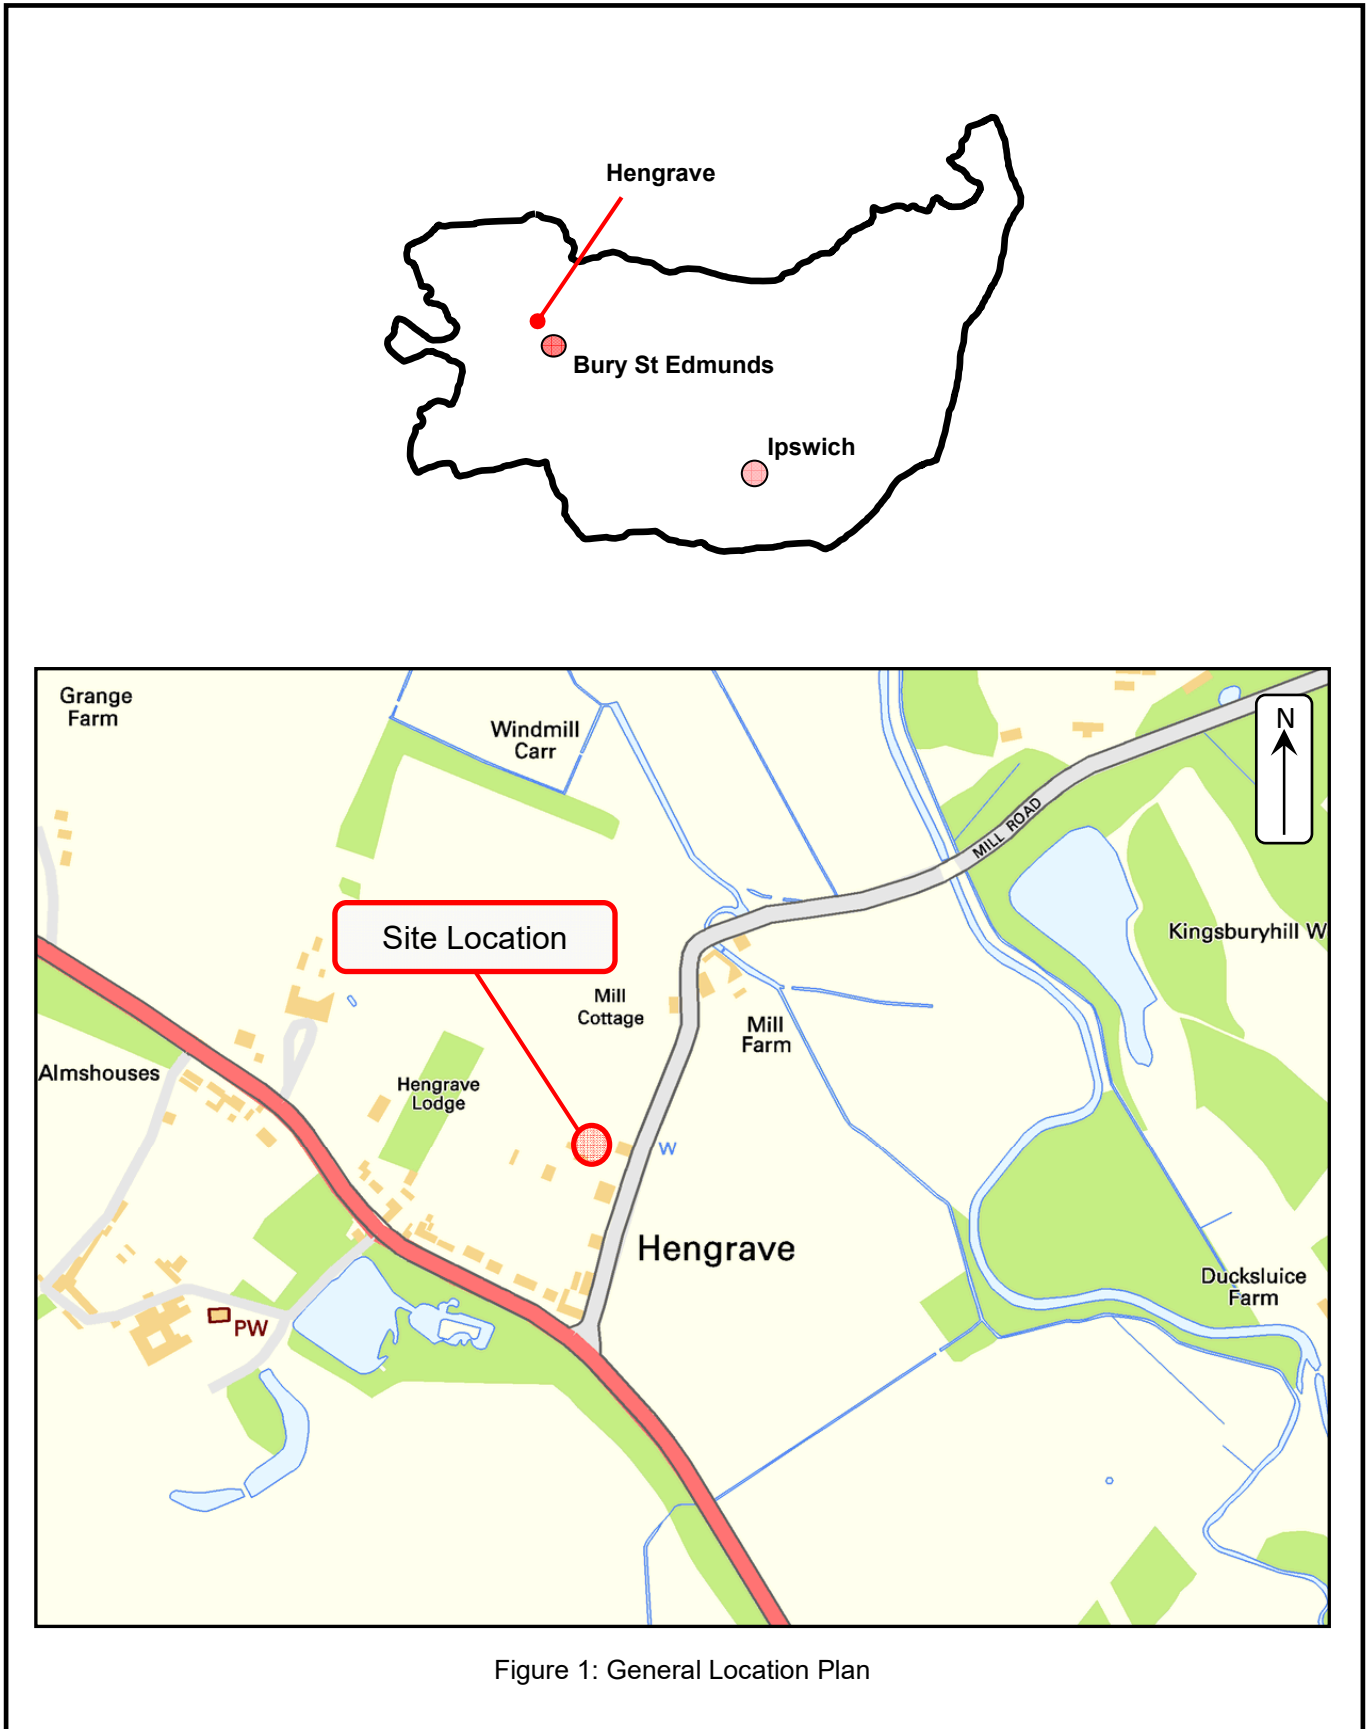 Hengrave
Bury St Edmunds
Ipswich
Grange
Farm
Windmill
Carr
N
MILL ROAD
Site Location
Kingsburyhill W
Mill
Cottage
Mill
Farm
Almshouses
Hengrave
Lodge
W
Hengrave
Ducksluice
Farm
PW
Figure 1: General Location Plan